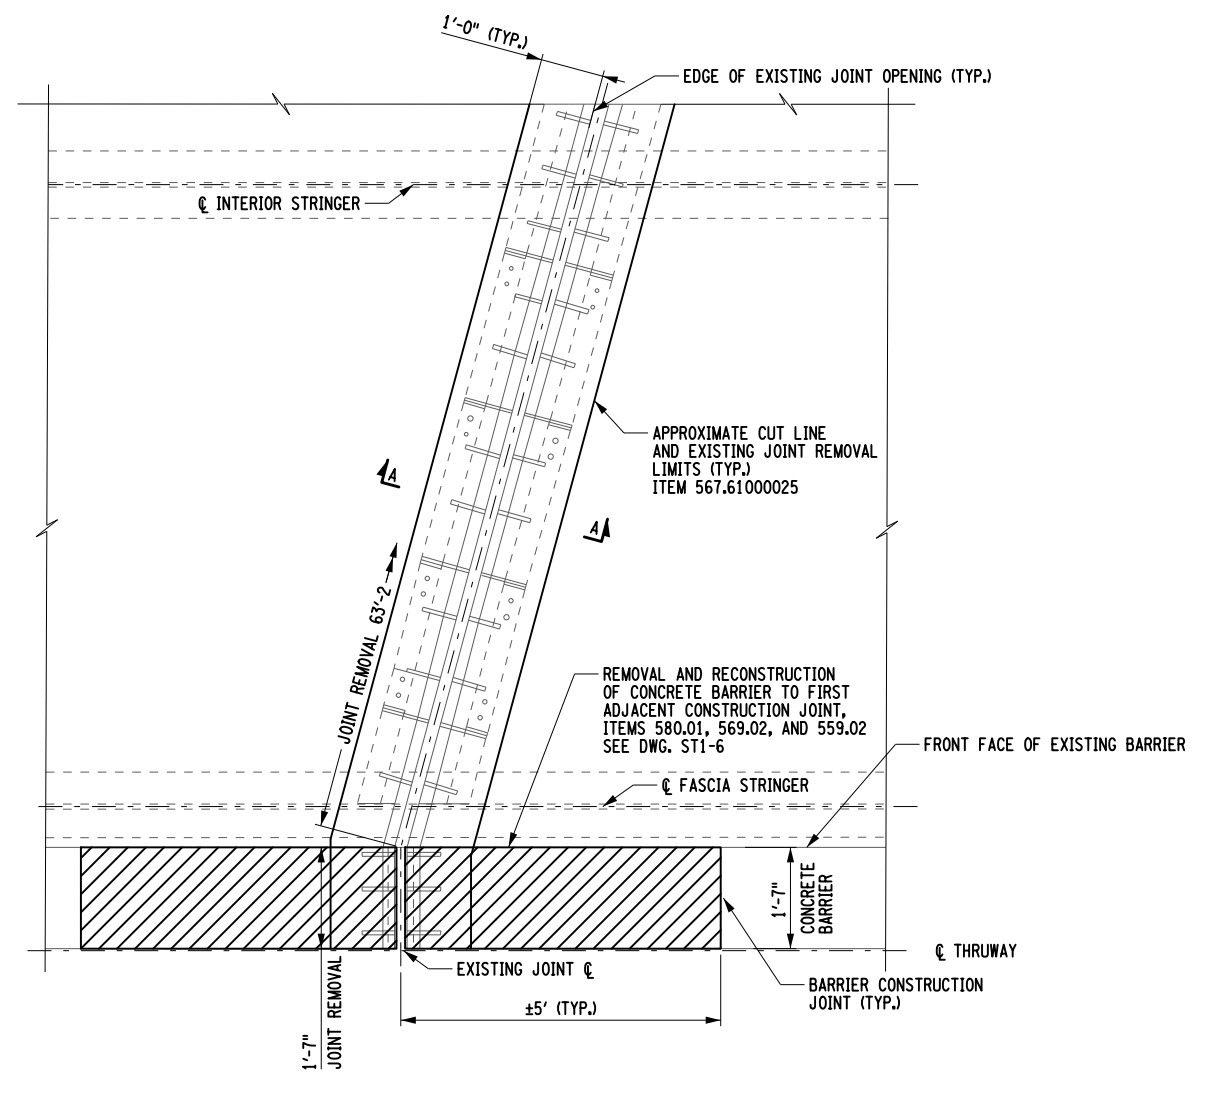 1'-0" (TYP.)
EDGE OF EXISTING JOINT OPENING (TYP.)
℄ INTERIOR STRINGER
APPROXIMATE CUT LINE
AND EXISTING JOINT REMOVAL
LIMITS (TYP.)
ITEM 567.61000025
A
A
JOINT REMOVAL 63'-2
REMOVAL AND RECONSTRUCTION
OF CONCRETE BARRIER TO FIRST
ADJACENT CONSTRUCTION JOINT,
ITEMS 580.01, 569.02, AND 559.02
SEE DWG. ST1-6
FRONT FACE OF EXISTING BARRIER
℄ FASCIA STRINGER
1'-7"
CONCRETE
BARRIER
℄ THRUWAY
EXISTING JOINT ℄
BARRIER CONSTRUCTION
JOINT (TYP.)
±5' (TYP.)
1'-7"
JOINT REMOVAL